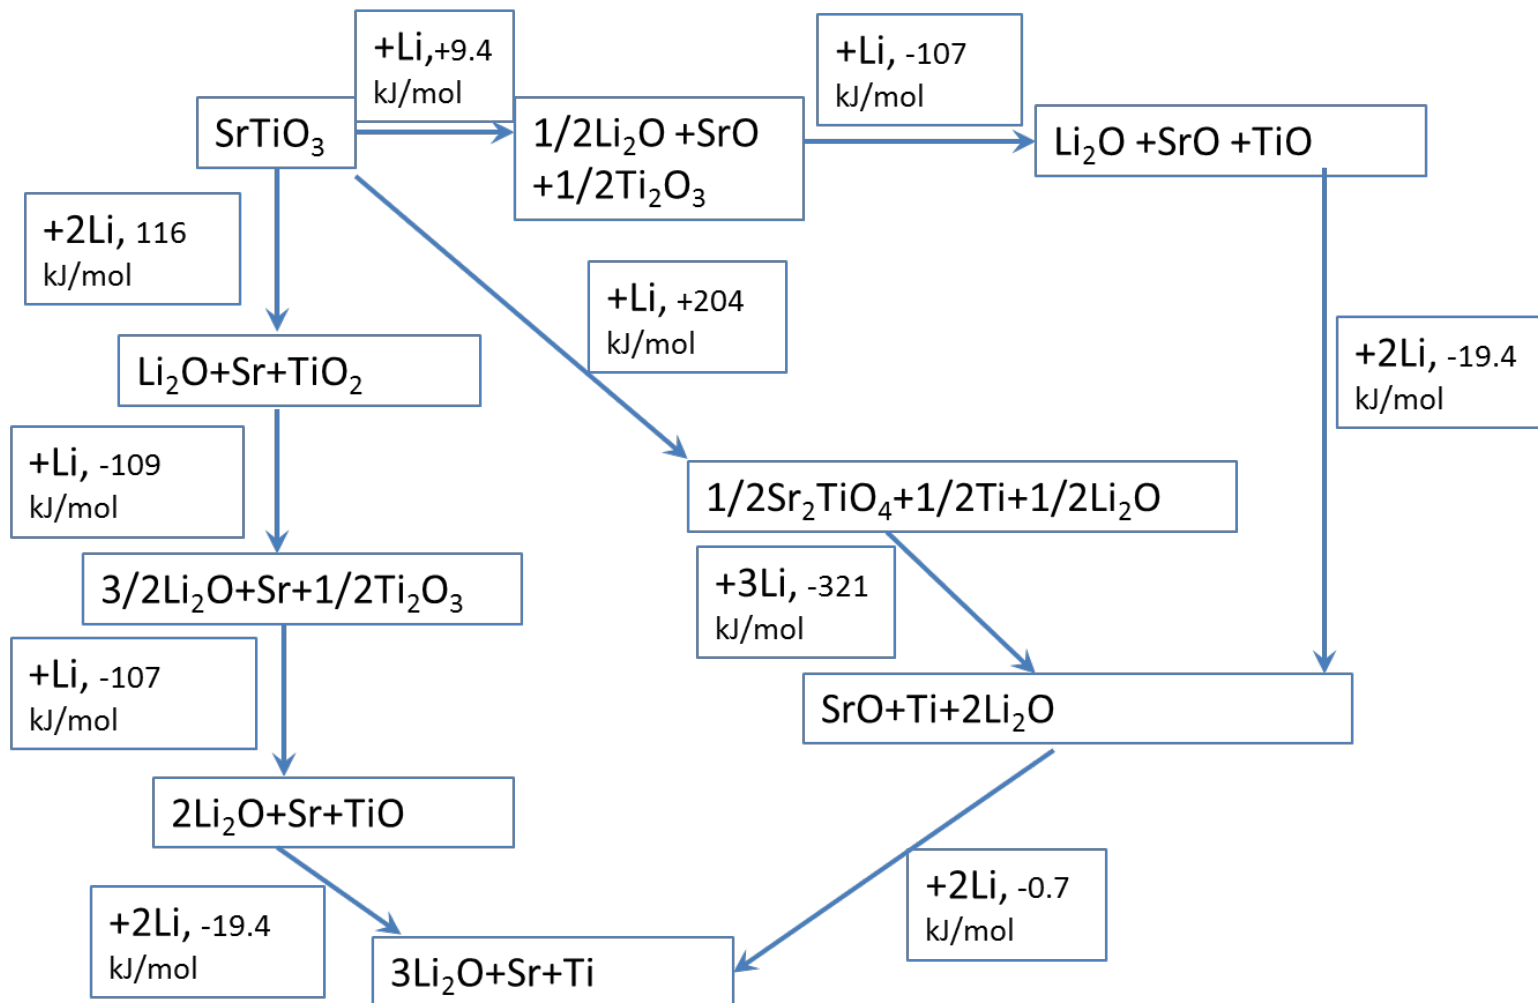 +Li,+9.4
kJ/mol
+Li, -107
kJ/mol
SrTiO₃
1/2Li₂O +SrO
+1/2Ti₂O₃
Li₂O +SrO +TiO
+2Li, 116
kJ/mol
+Li, +204
kJ/mol
+2Li, -19.4
kJ/mol
Li₂O+Sr+TiO₂
+Li, -109
kJ/mol
1/2Sr₂TiO₄+1/2Ti+1/2Li₂O
3/2Li₂O+Sr+1/2Ti₂O₃
+3Li, -321
kJ/mol
+Li, -107
kJ/mol
SrO+Ti+2Li₂O
2Li₂O+Sr+TiO
+2Li, -0.7
kJ/mol
+2Li, -19.4
kJ/mol
3Li₂O+Sr+Ti